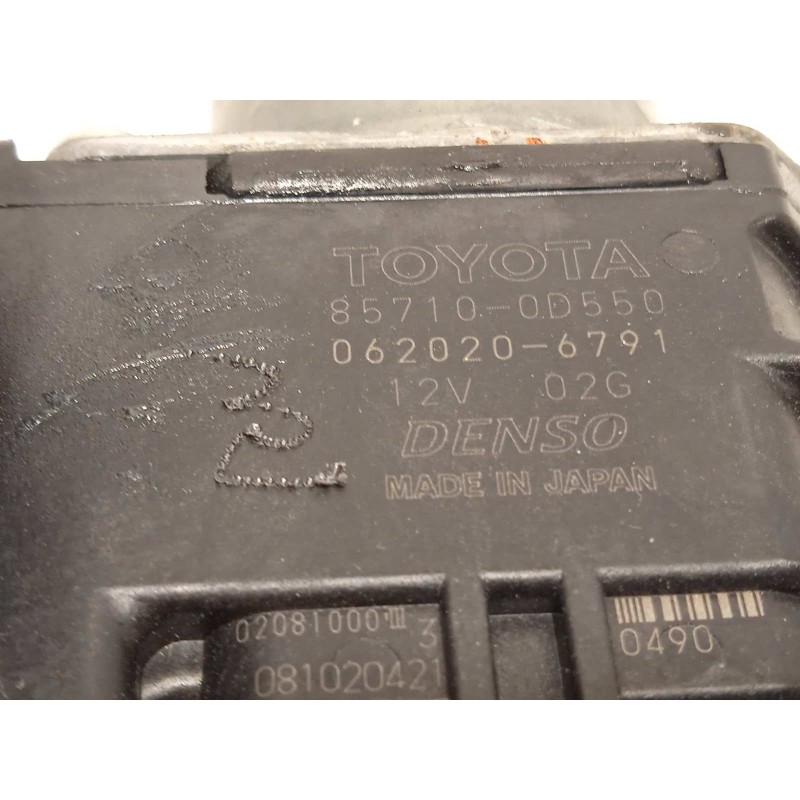 TOYOTA
85710-0D550
062020-6791
12V 02G
DENSO
MADE IN JAPAN
02081000
3
081020421
0490